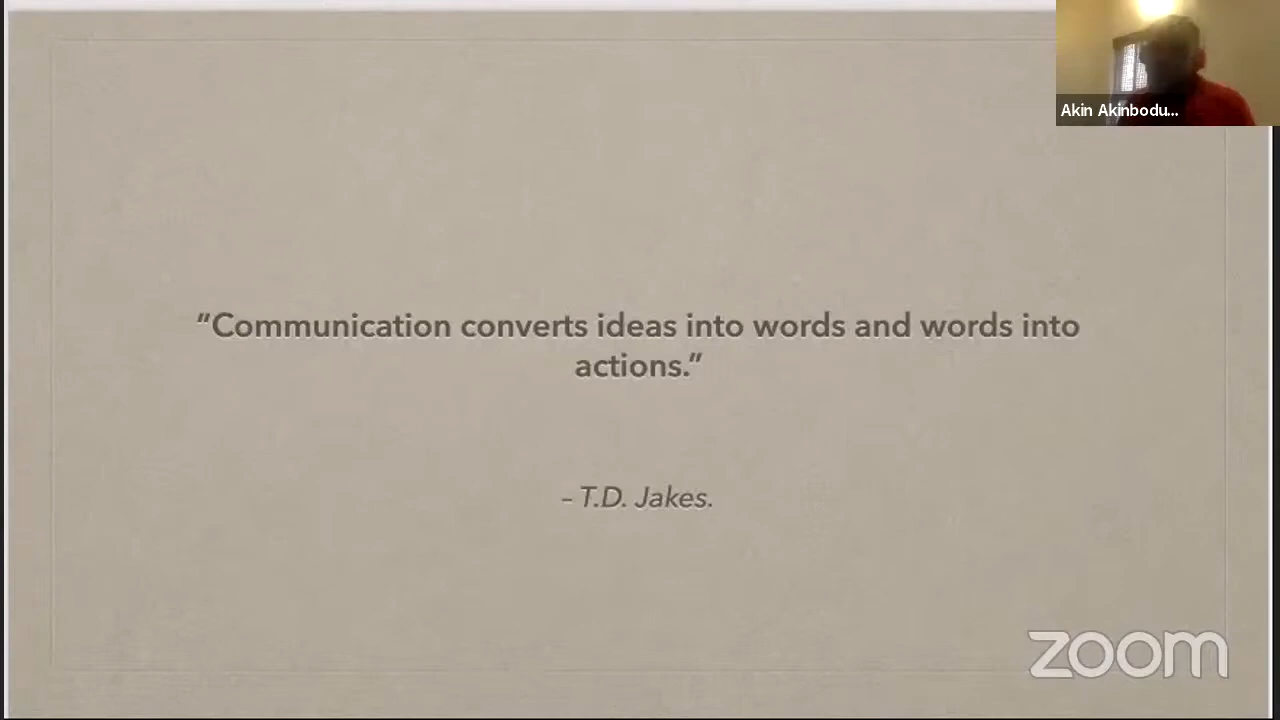 Akin Akinbodu...
"Communication converts ideas into words and words into
actions."
– T.D. Jakes.
zoom